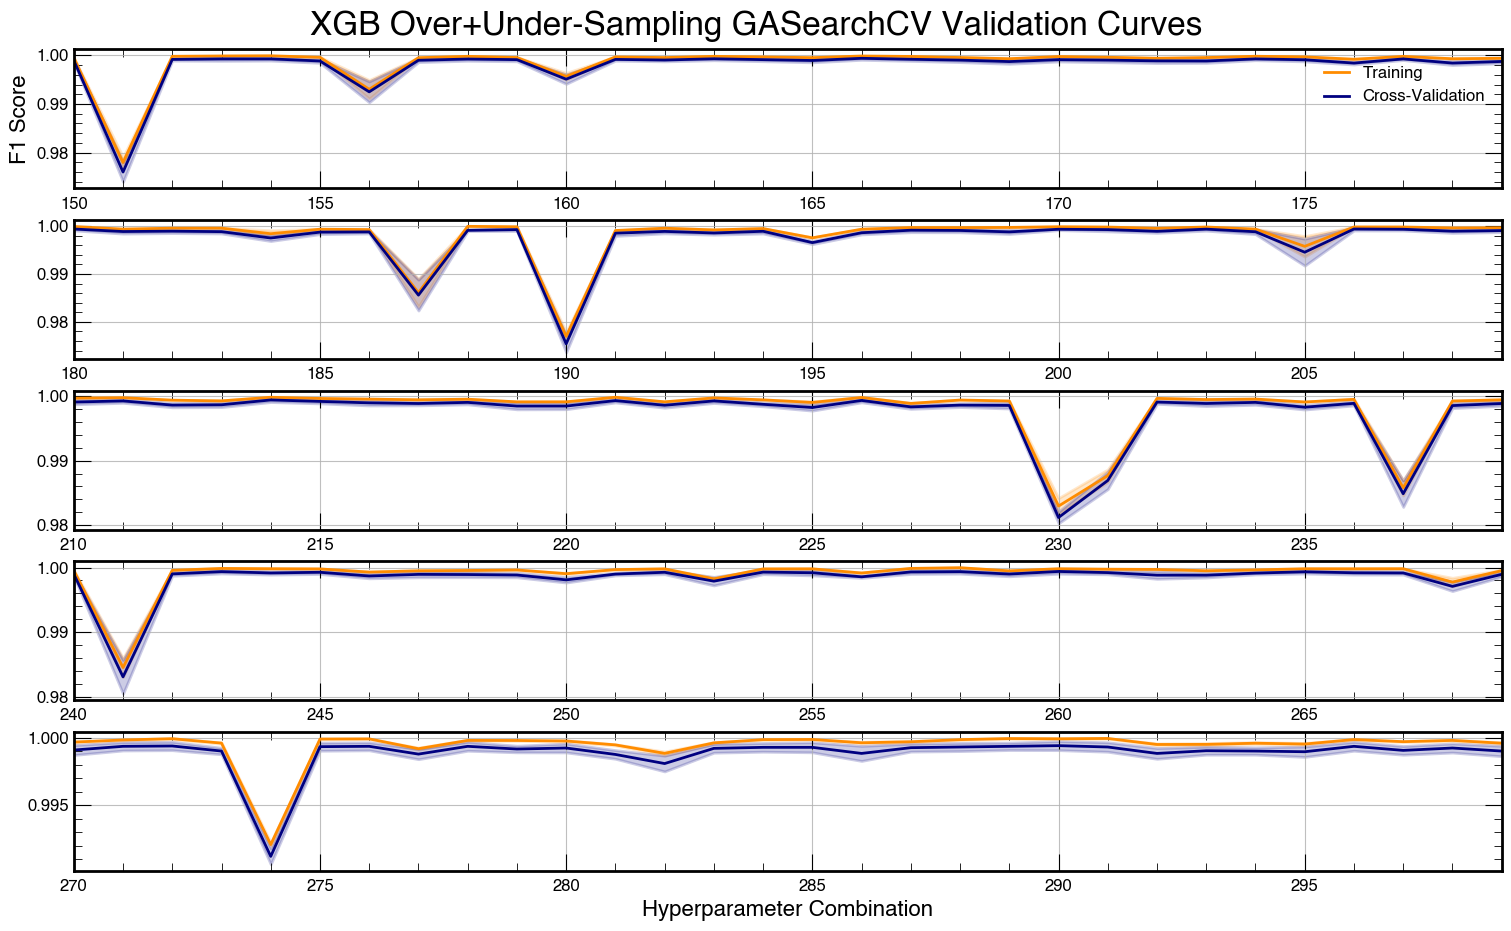 XGB Over+Under-Sampling GASearchCV Validation Curves
F1 Score
1.00
0.99
0.98
Training
Cross-Validation
150 155 160 165 170 175
1.00
0.99
0.98
180 185 190 195 200 205
1.00
0.99
0.98
210 215 220 225 230 235
1.00
0.99
0.98
240 245 250 255 260 265
1.000
0.995
270 275 280 285 290 295
Hyperparameter Combination